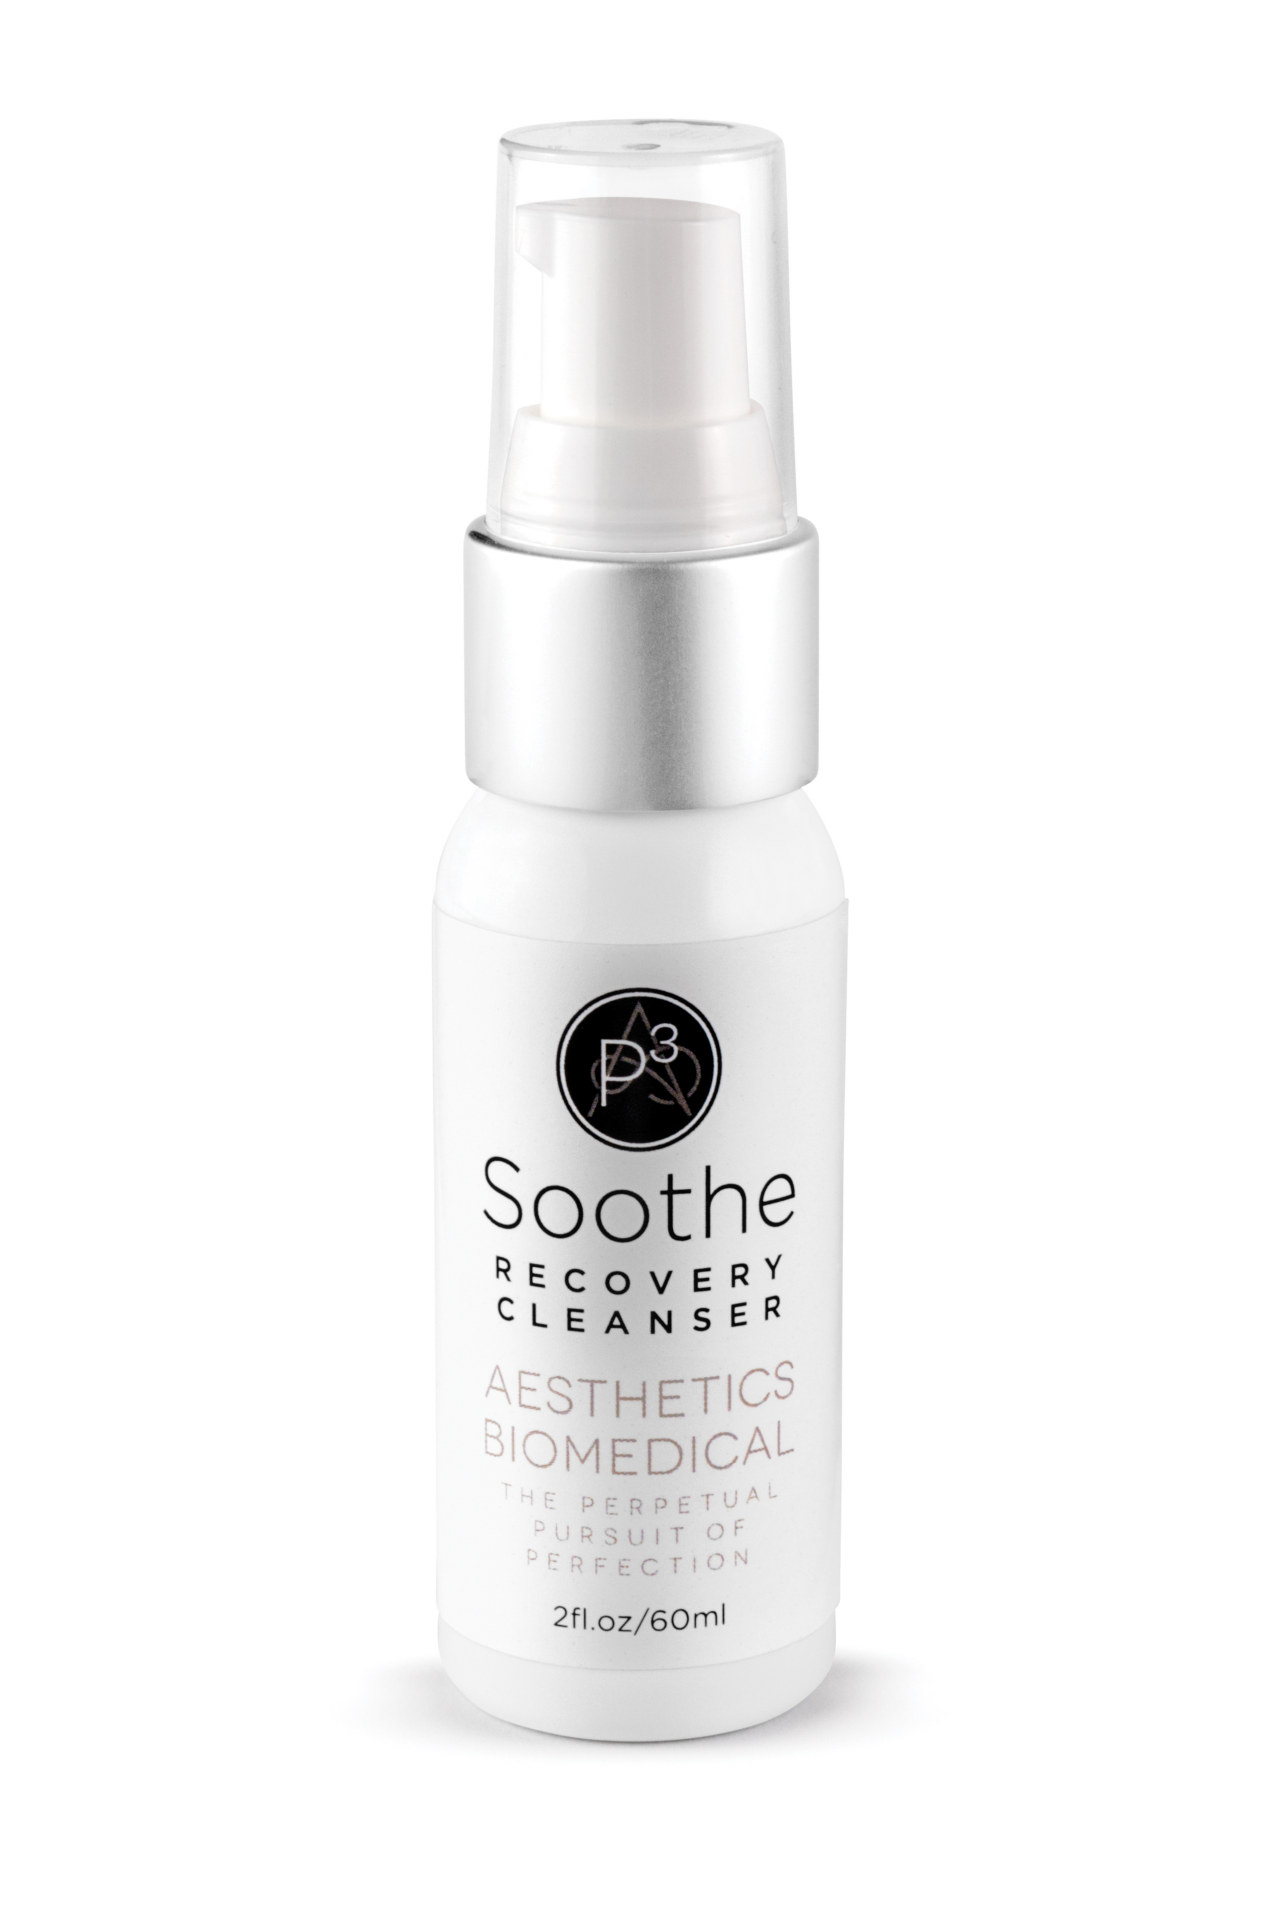 P³
Soothe
RECOVERY
CLEANSER
AESTHETICS
BIOMEDICAL
THE PERPETUAL
PURSUIT OF
PERFECTION
2fl.oz/60ml